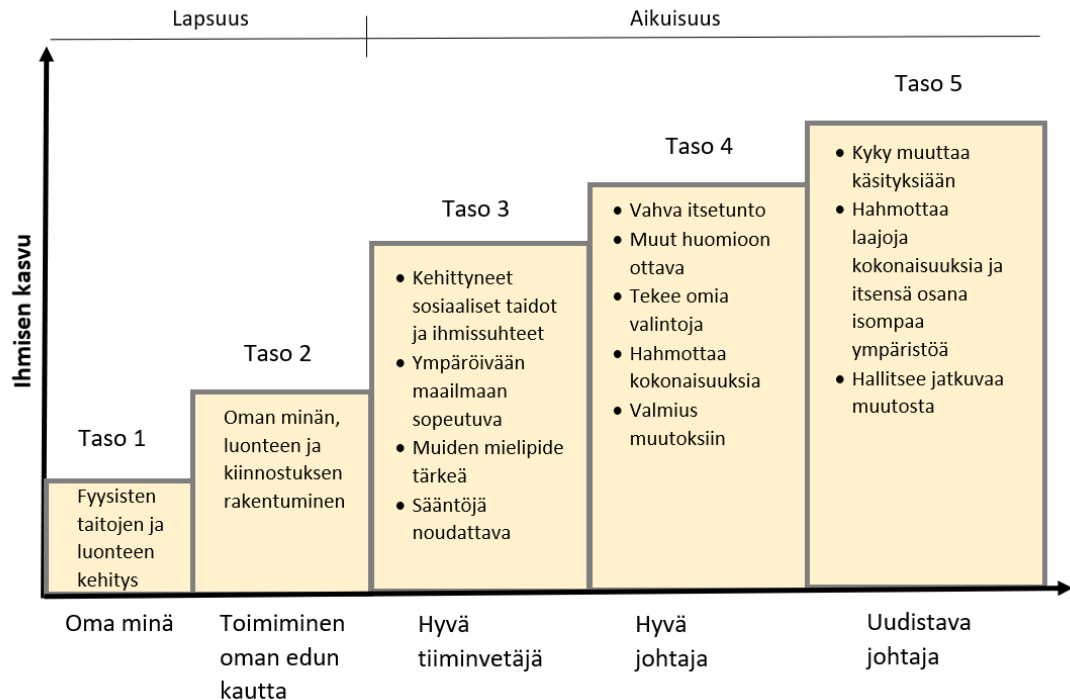 Lapsuus
Aikuisuus
Ihmisen kasvu
Taso 1
Fyysisten
taitojen ja
luonteen
kehitys
Oma minä
Taso 2
Oman minän,
luonteen ja
kiinnostuksen
rakentuminen
Toimiminen
oman edun
kautta
Taso 3
• Kehittyneet
sosiaaliset taidot
ja ihmissuhteet
• Ympäröivään
maailmaan
sopeutuva
• Muiden mielipide
tärkeä
• Sääntöjä
noudattava
Hyvä
tiiminvetäjä
Taso 4
• Vahva itsetunto
• Muut huomioon
ottava
• Tekee omia
valintoja
• Hahmottaa
kokonaisuuksia
• Valmius
muutoksiin
Hyvä
johtaja
Taso 5
• Kyky muuttaa
käsityksiään
• Hahmottaa
laajoja
kokonaisuuksia ja
itsensä osana
isompaa
ympäristöä
• Hallitsee jatkuvaa
muutosta
Uudistava
johtaja